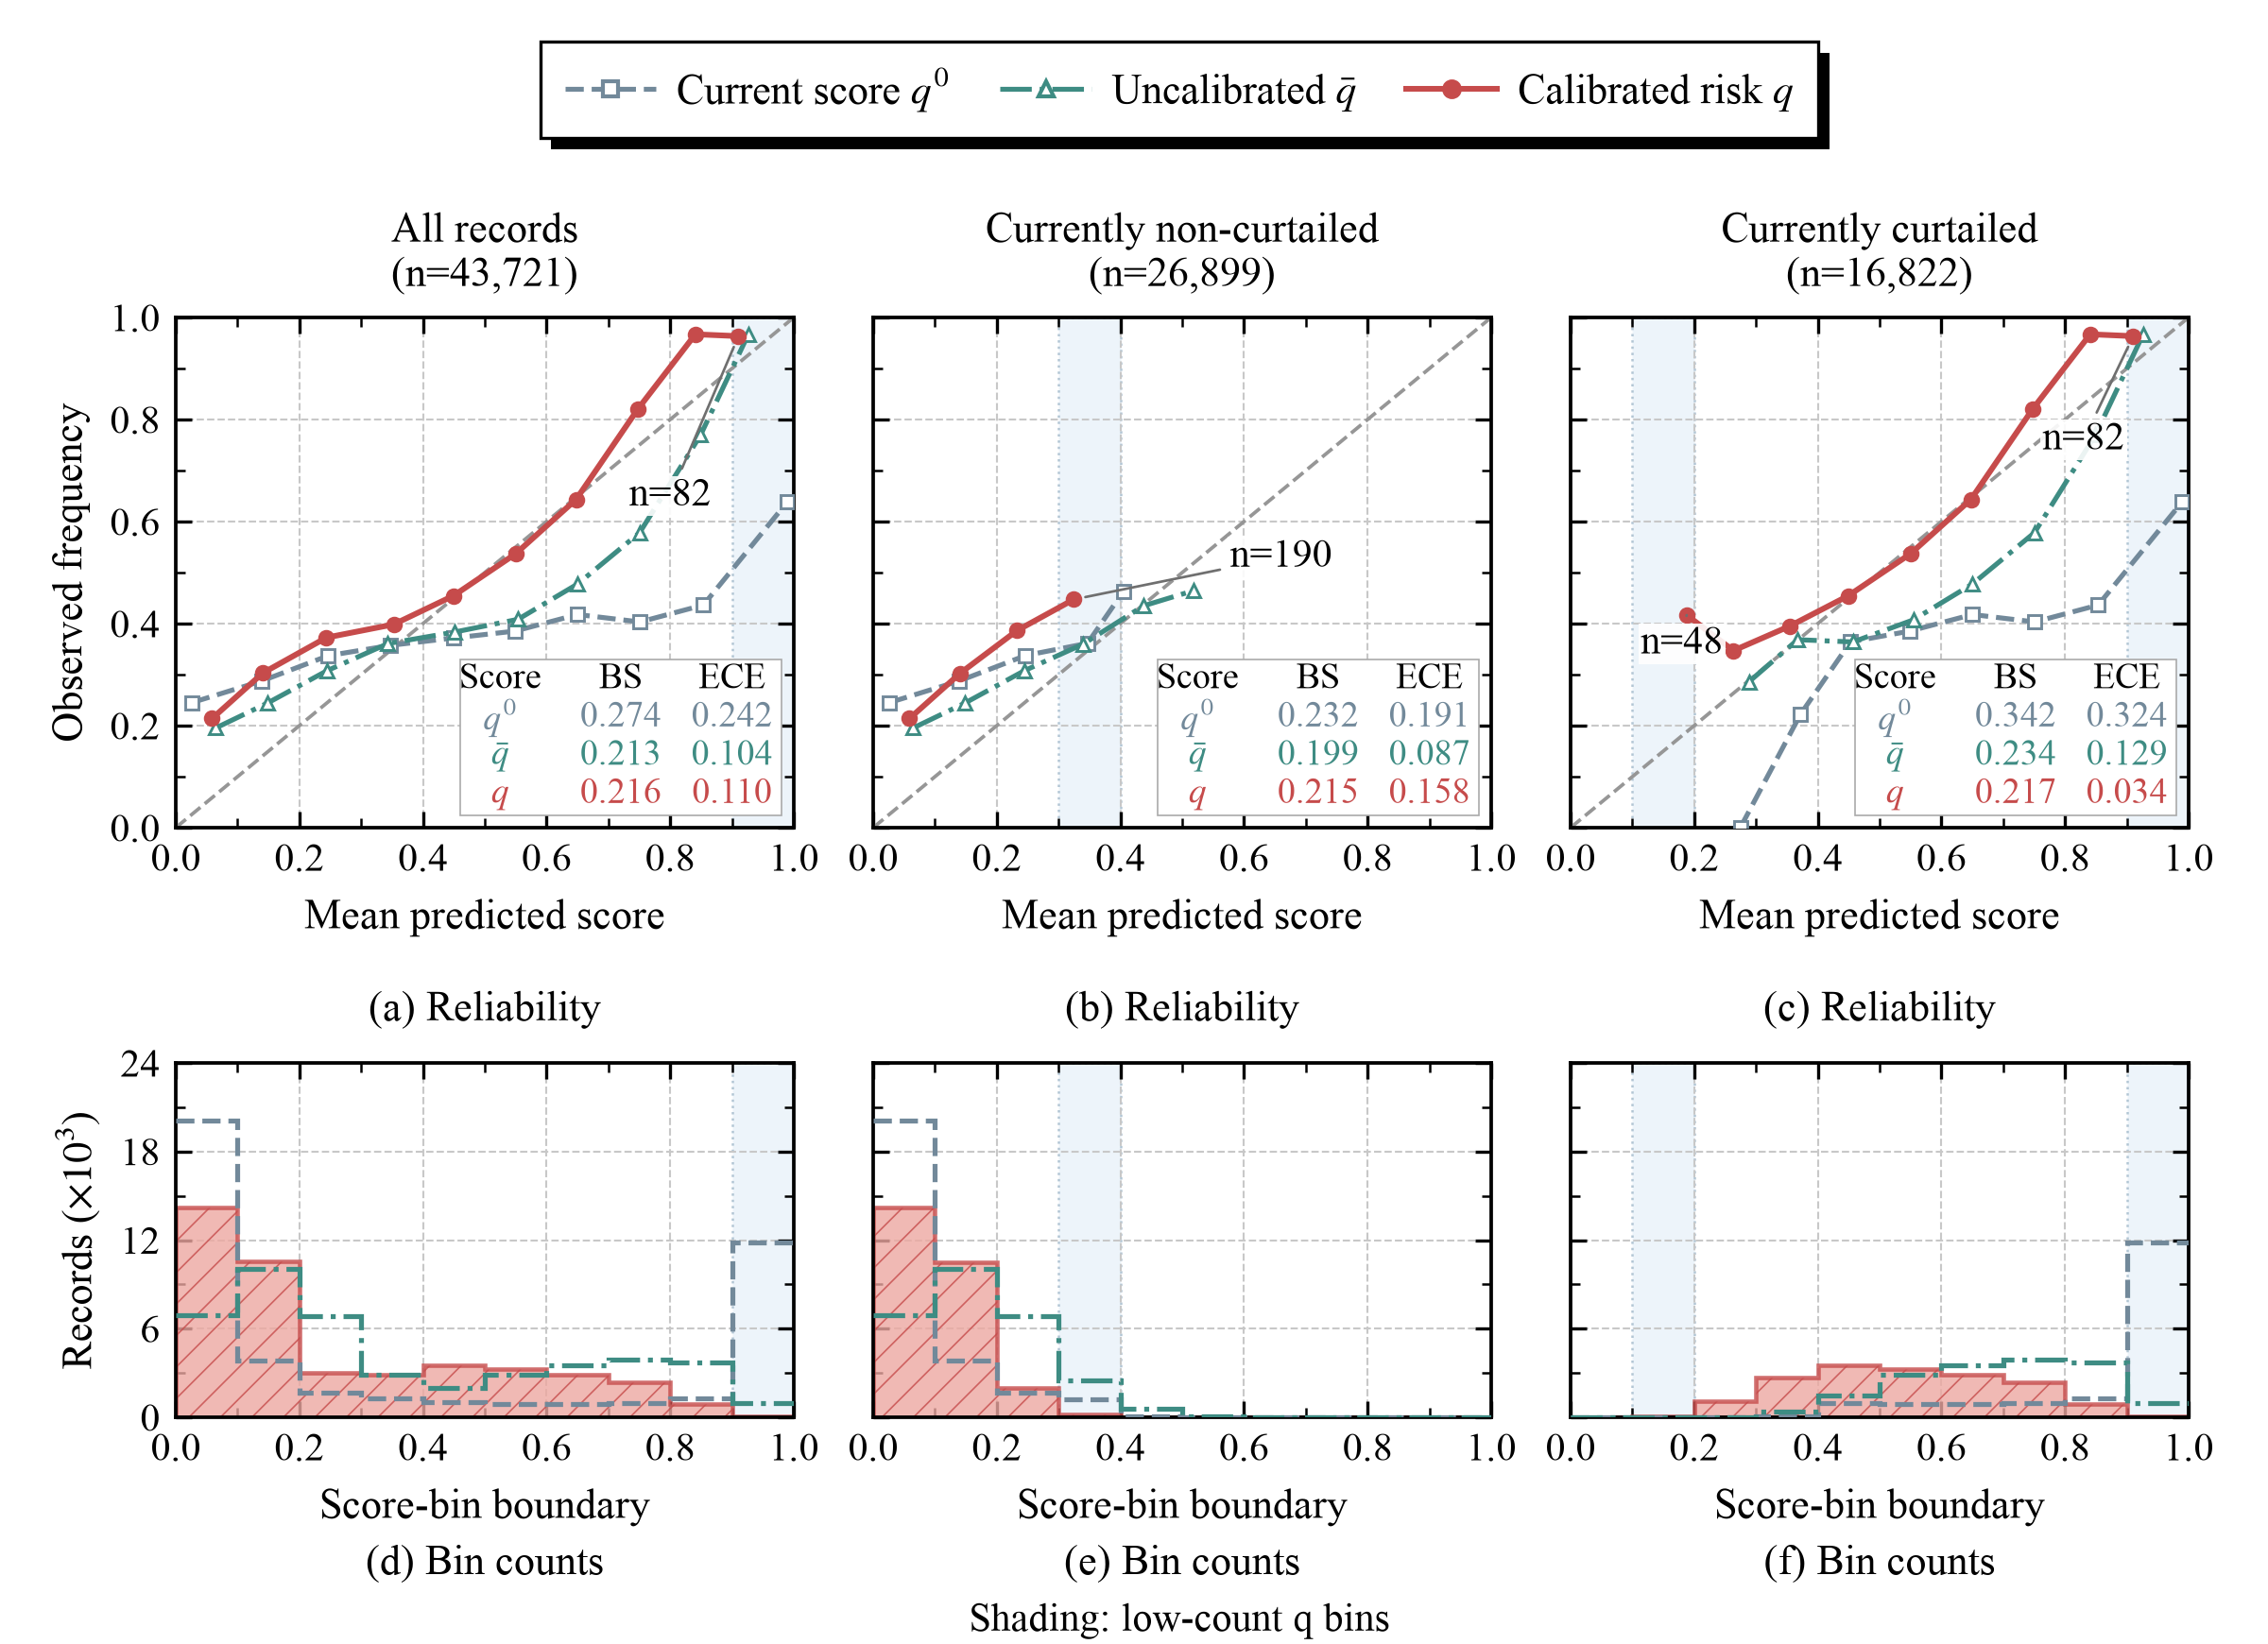 Current score q⁰ Uncalibrated q̄ Calibrated risk q
All records
(n=43,721)
Currently non-curtailed
(n=26,899)
Currently curtailed
(n=16,822)
Observed frequency
1.0
0.8
0.6
0.4
0.2
0.0
n=82
Score BS ECE
q⁰ 0.274 0.242
q̄ 0.213 0.104
q 0.216 0.110
0.0 0.2 0.4 0.6 0.8 1.0
Mean predicted score
(a) Reliability
n=190
Score BS ECE
q⁰ 0.232 0.191
q̄ 0.199 0.087
q 0.215 0.158
0.0 0.2 0.4 0.6 0.8 1.0
Mean predicted score
(b) Reliability
n=82
n=48
Score BS ECE
q⁰ 0.342 0.324
q̄ 0.234 0.129
q 0.217 0.034
0.0 0.2 0.4 0.6 0.8 1.0
Mean predicted score
(c) Reliability
Records (×10³)
24
18
12
6
0
0.0 0.2 0.4 0.6 0.8 1.0
Score-bin boundary
(d) Bin counts
0.0 0.2 0.4 0.6 0.8 1.0
Score-bin boundary
(e) Bin counts
0.0 0.2 0.4 0.6 0.8 1.0
Score-bin boundary
(f) Bin counts
Shading: low-count q bins